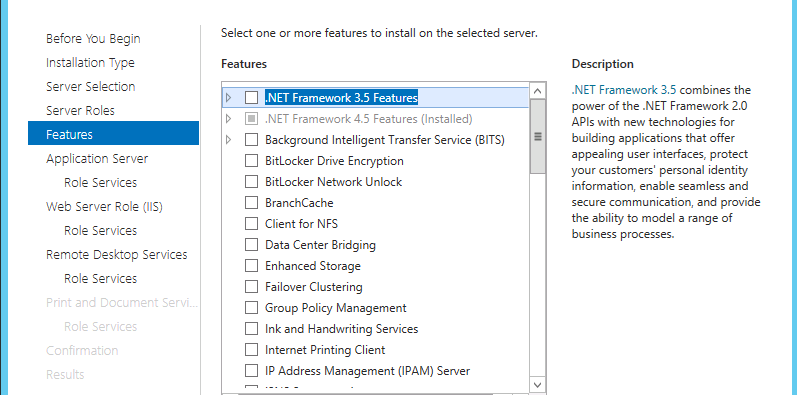 Select one or more features to install on the selected server.
Before You Begin
Installation Type
Server Selection
Server Roles
Features
Application Server
Role Services
Web Server Role (IIS)
Role Services
Remote Desktop Services
Role Services
Print and Document Servi...
Role Services
Confirmation
Results
Features
.NET Framework 3.5 Features
.NET Framework 4.5 Features (Installed)
Background Intelligent Transfer Service (BITS)
BitLocker Drive Encryption
BitLocker Network Unlock
BranchCache
Client for NFS
Data Center Bridging
Enhanced Storage
Failover Clustering
Group Policy Management
Ink and Handwriting Services
Internet Printing Client
IP Address Management (IPAM) Server
Description
.NET Framework 3.5 combines the
power of the .NET Framework 2.0
APIs with new technologies for
building applications that offer
appealing user interfaces, protect
your customers' personal identity
information, enable seamless and
secure communication, and provide
the ability to model a range of
business processes.